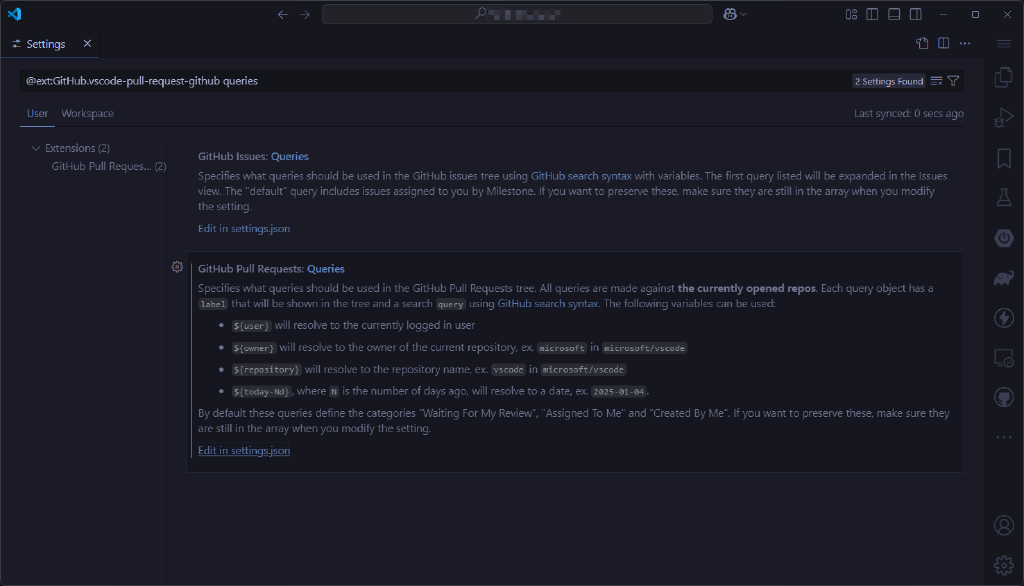 Settings
@ext:GitHub.vscode-pull-request-github queries
2 Settings Found
User Workspace
Last synced: 0 secs ago
Extensions (2)
GitHub Pull Reques... (2)
GitHub Issues: Queries
Specifies what queries should be used in the GitHub issues tree using GitHub search syntax with variables. The first query listed will be expanded in the Issues
view. The "default" query includes issues assigned to you by Milestone. If you want to preserve these, make sure they are still in the array when you modify
the setting.
Edit in settings.json
GitHub Pull Requests: Queries
Specifies what queries should be used in the GitHub Pull Requests tree. All queries are made against the currently opened repos. Each query object has a
label that will be shown in the tree and a search query using GitHub search syntax. The following variables can be used:
• ${user} will resolve to the currently logged in user
• ${owner} will resolve to the owner of the current repository, ex. microsoft in microsoft/vscode
• ${repository} will resolve to the repository name, ex. vscode in microsoft/vscode
• ${today-Nd}, where N is the number of days ago, will resolve to a date, ex. 2025-01-04.
By default these queries define the categories "Waiting For My Review", "Assigned To Me" and "Created By Me". If you want to preserve these, make sure they
are still in the array when you modify the setting.
Edit in settings.json